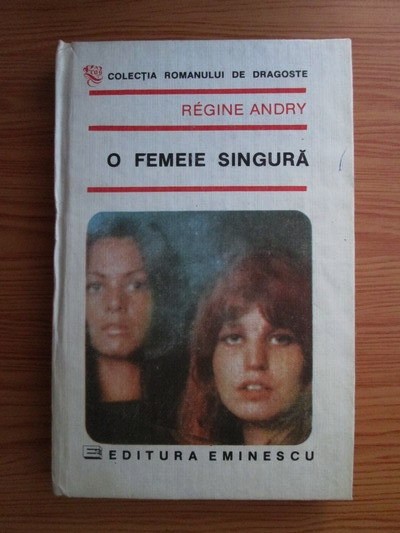 COLECȚIA ROMANULUI DE DRAGOSTE
RÉGINE ANDRY
O FEMEIE SINGURĂ
EDITURA EMINESCU